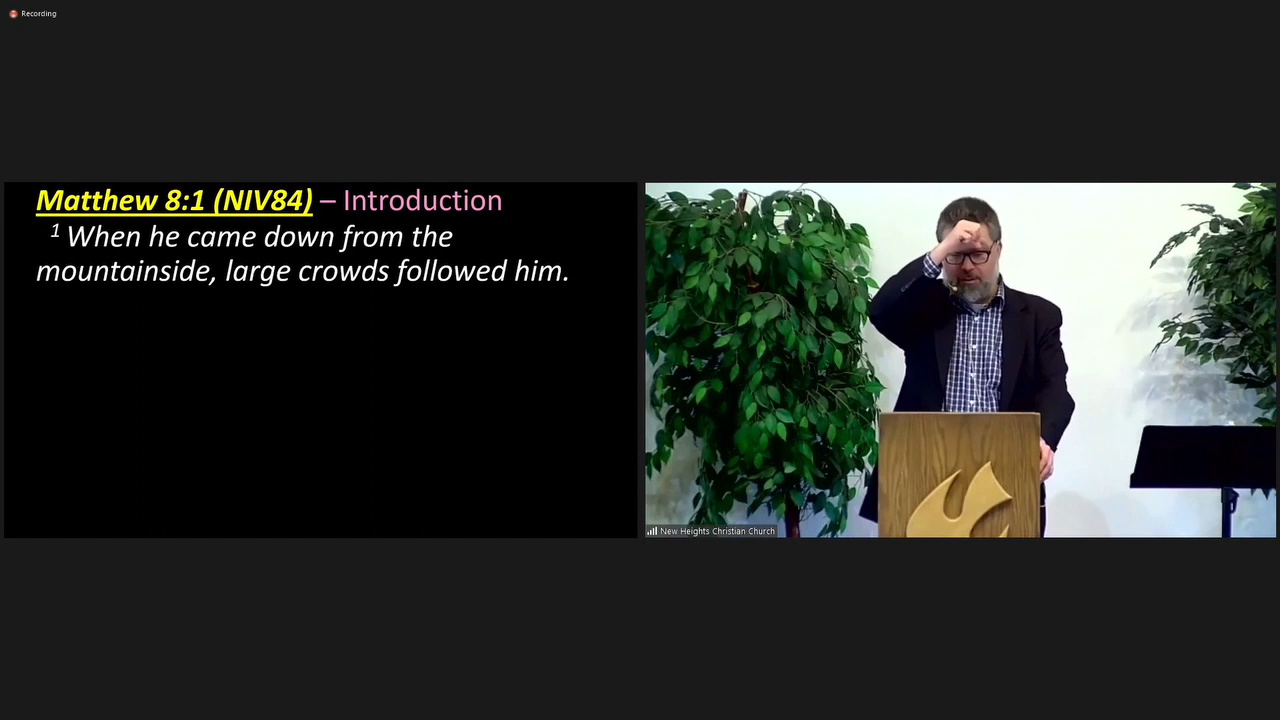 Recording
Matthew 8:1 (NIV84) – Introduction
1 When he came down from the
mountainside, large crowds followed him.
New Heights Christian Church